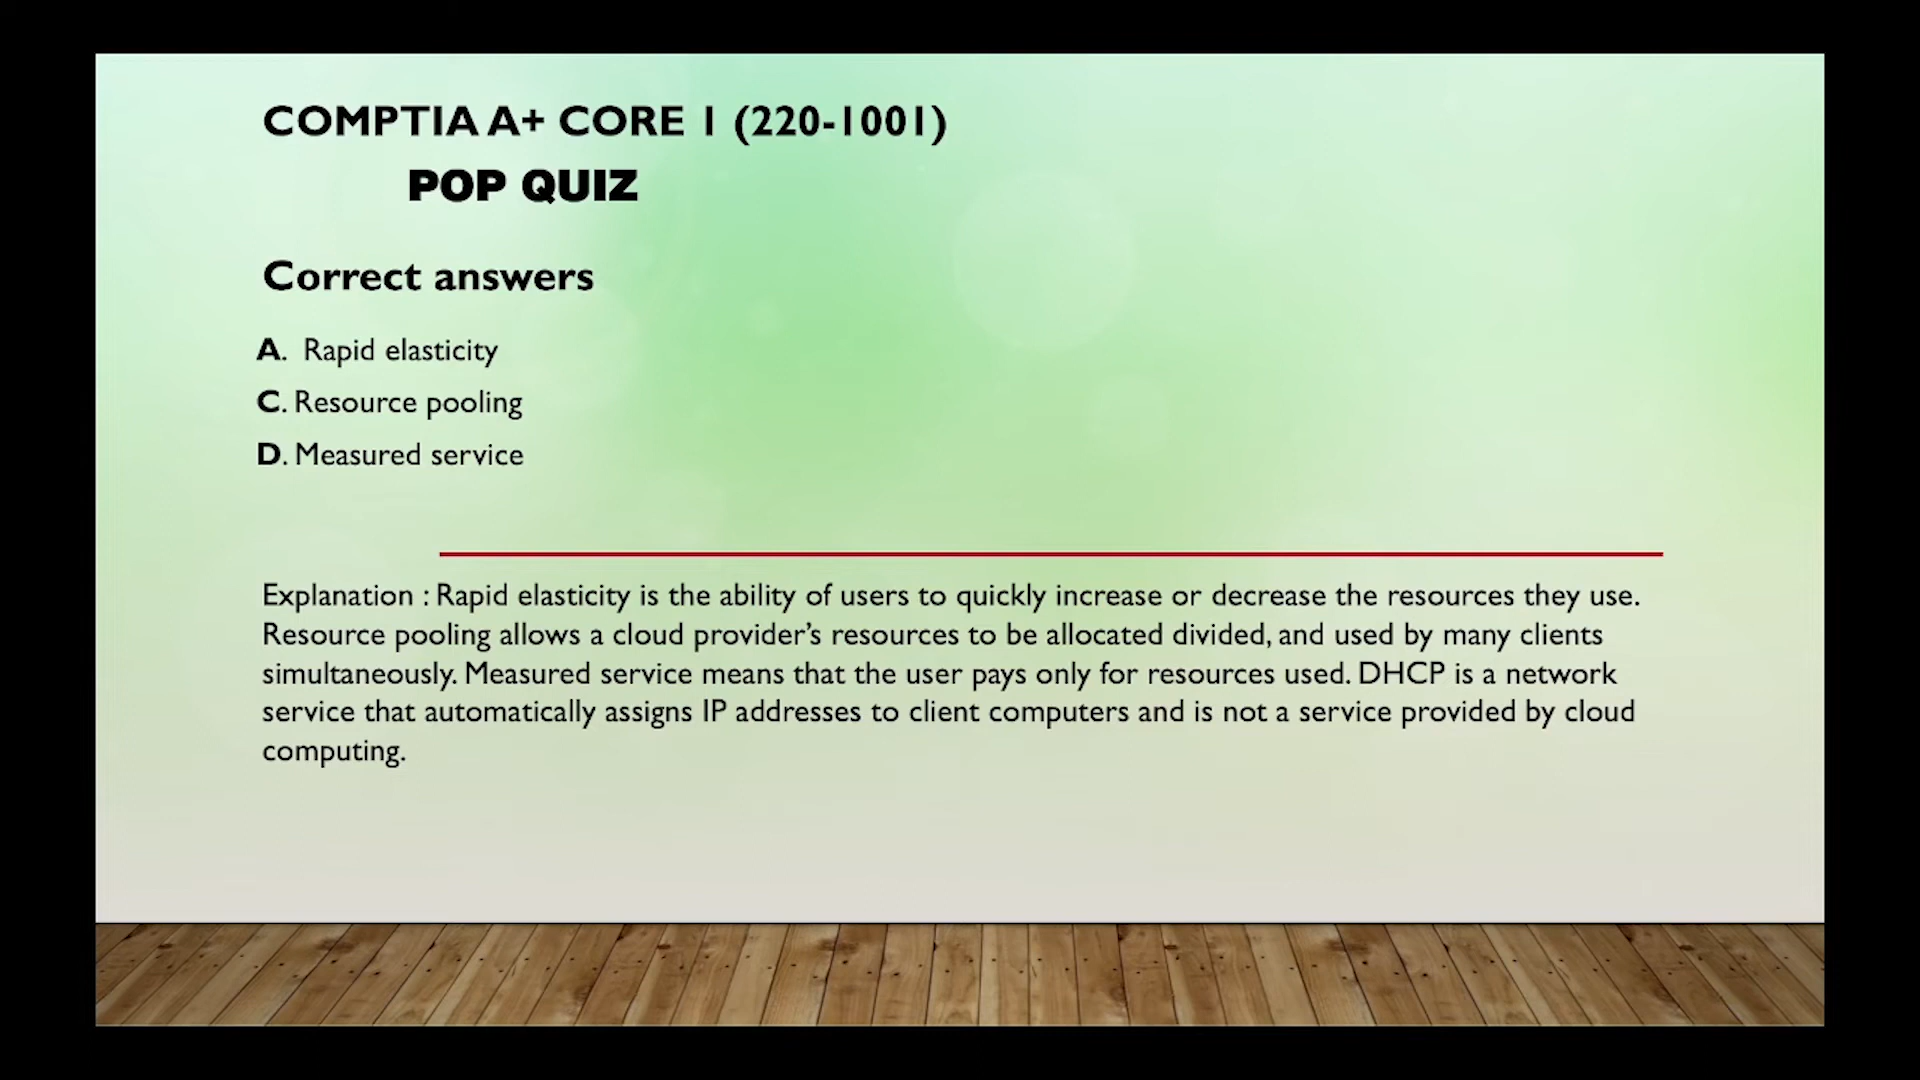 COMPTIA A+ CORE 1 (220-1001)
POP QUIZ
Correct answers
A. Rapid elasticity
C. Resource pooling
D. Measured service
Explanation : Rapid elasticity is the ability of users to quickly increase or decrease the resources they use.
Resource pooling allows a cloud provider’s resources to be allocated divided, and used by many clients
simultaneously. Measured service means that the user pays only for resources used. DHCP is a network
service that automatically assigns IP addresses to client computers and is not a service provided by cloud
computing.